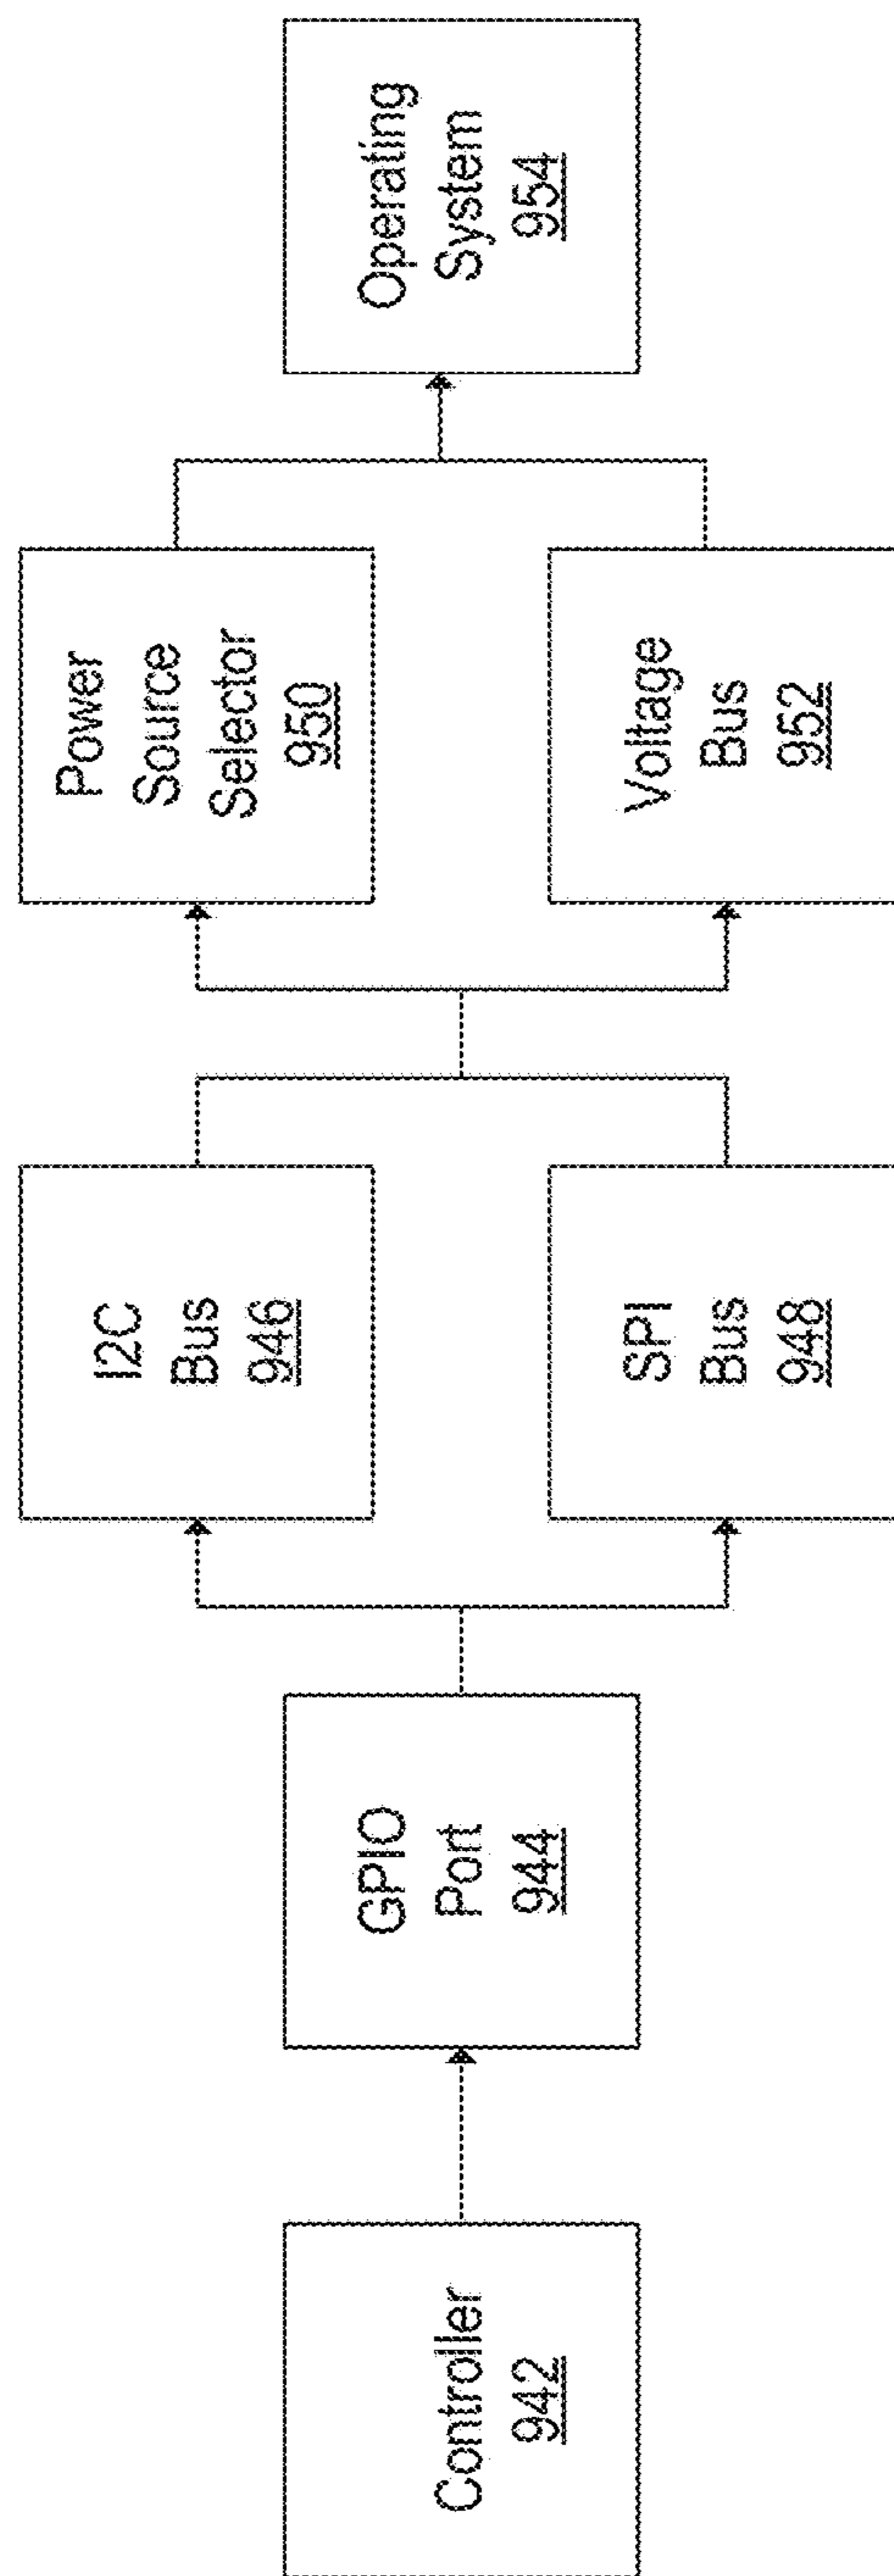 Controller
942
GPIO
Port
944
I2C
Bus
946
SPI
Bus
948
Power
Source
Selector
950
Voltage
Bus
952
Operating
System
954